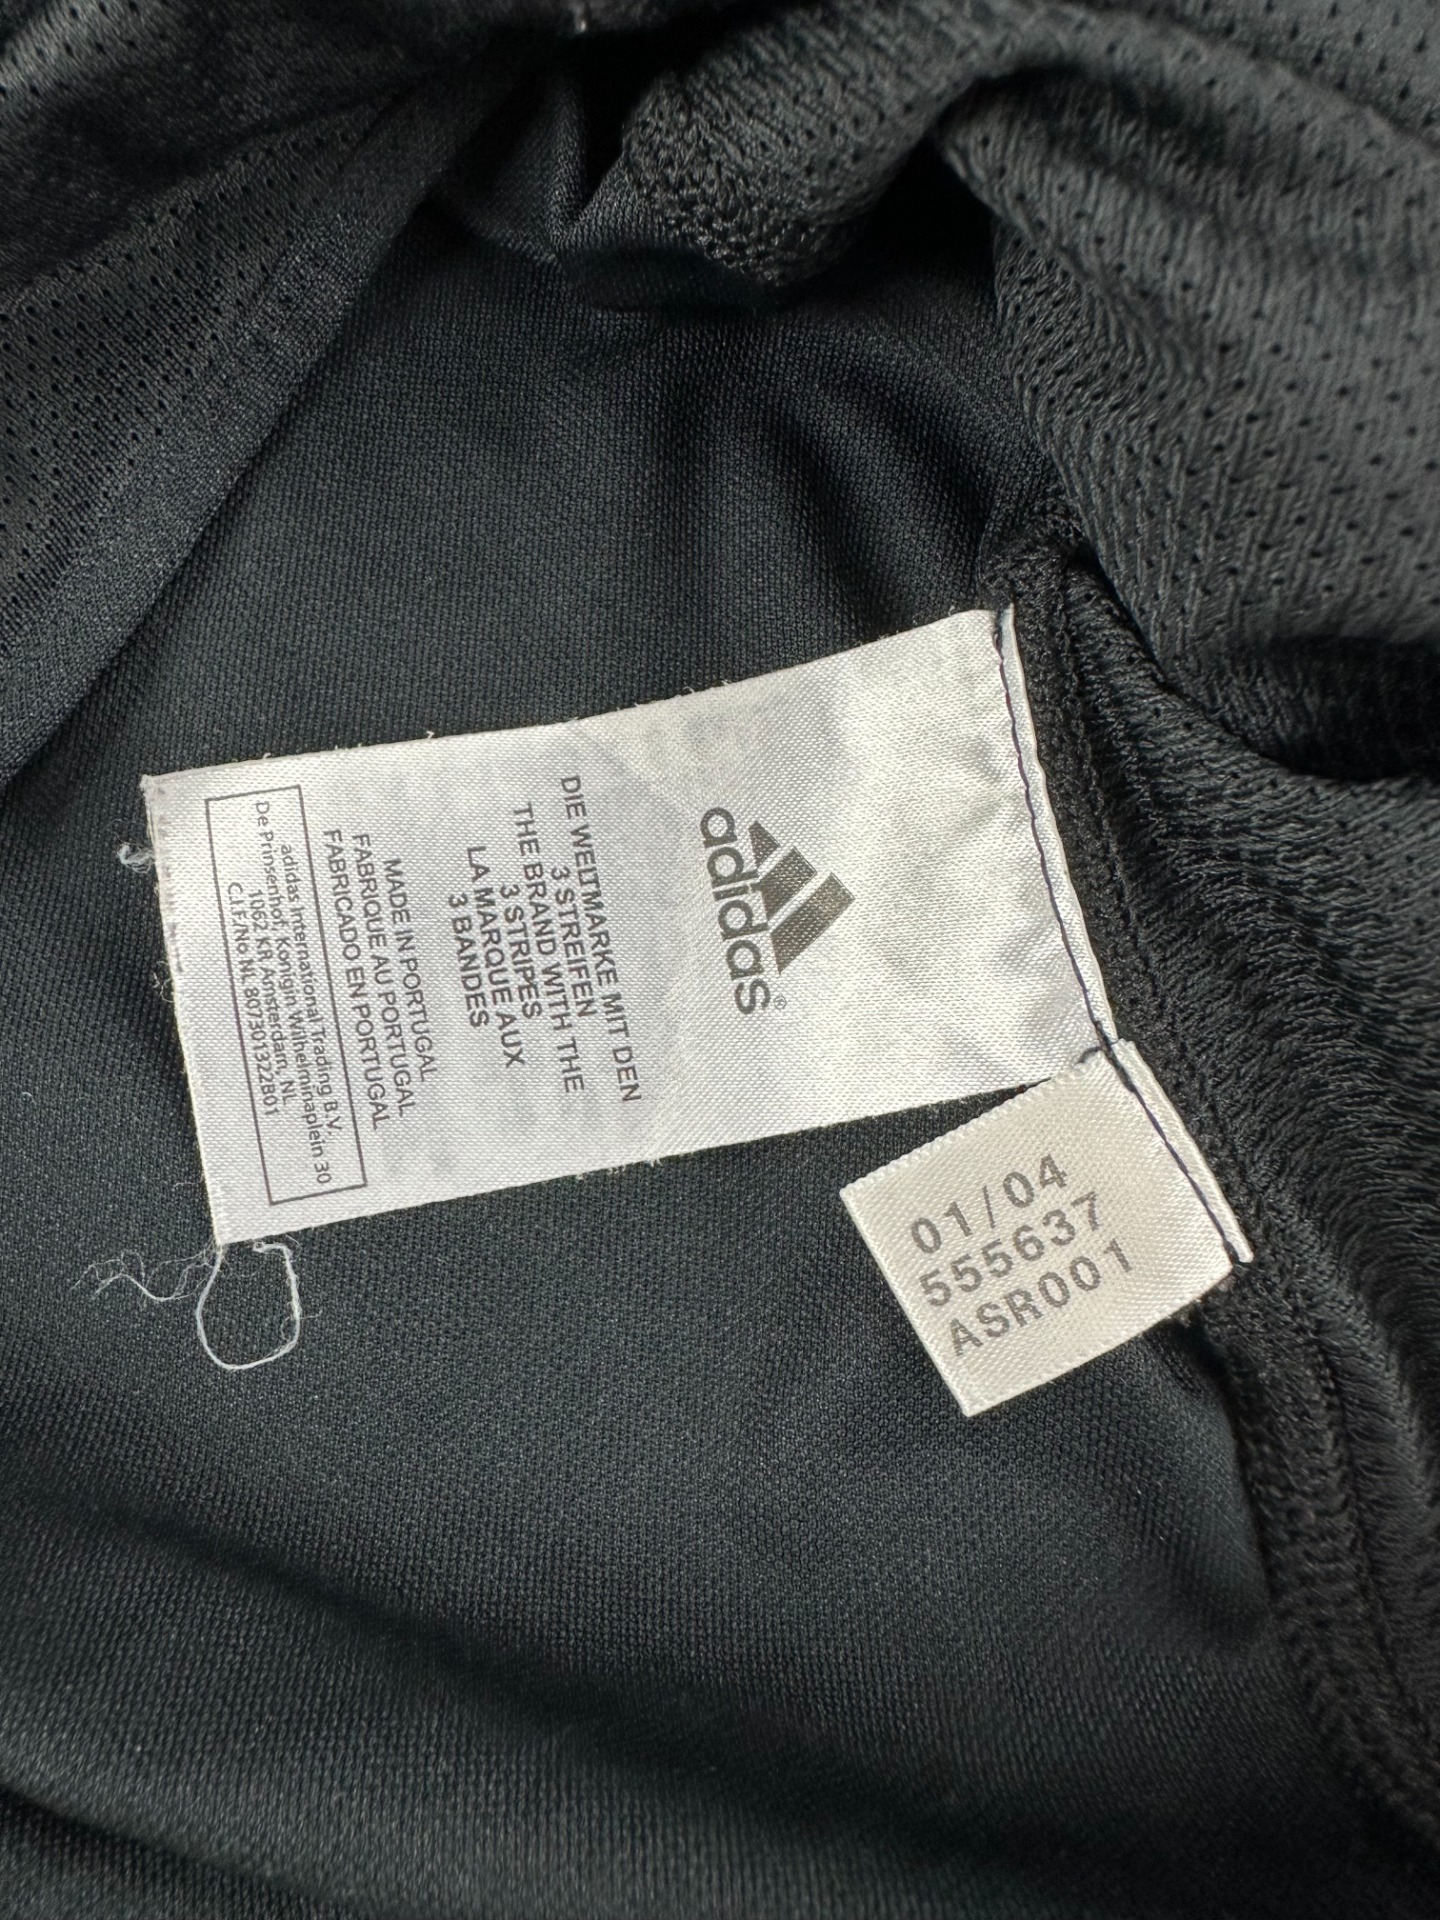 adidas®
DIE WELTMARKE MIT DEN
3 STREIFEN
THE BRAND WITH THE
3 STRIPES
LA MARQUE AUX
3 BANDES
MADE IN PORTUGAL
FABRIQUE AU PORTUGAL
FABRICADO EN PORTUGAL
adidas International Trading B.V.
De Prinsenhof, Konigin Wilhelminaplein 30
1062 KR Amsterdam, NL
C.I.F./No NL 807301322B01
01/04
555637
ASR001